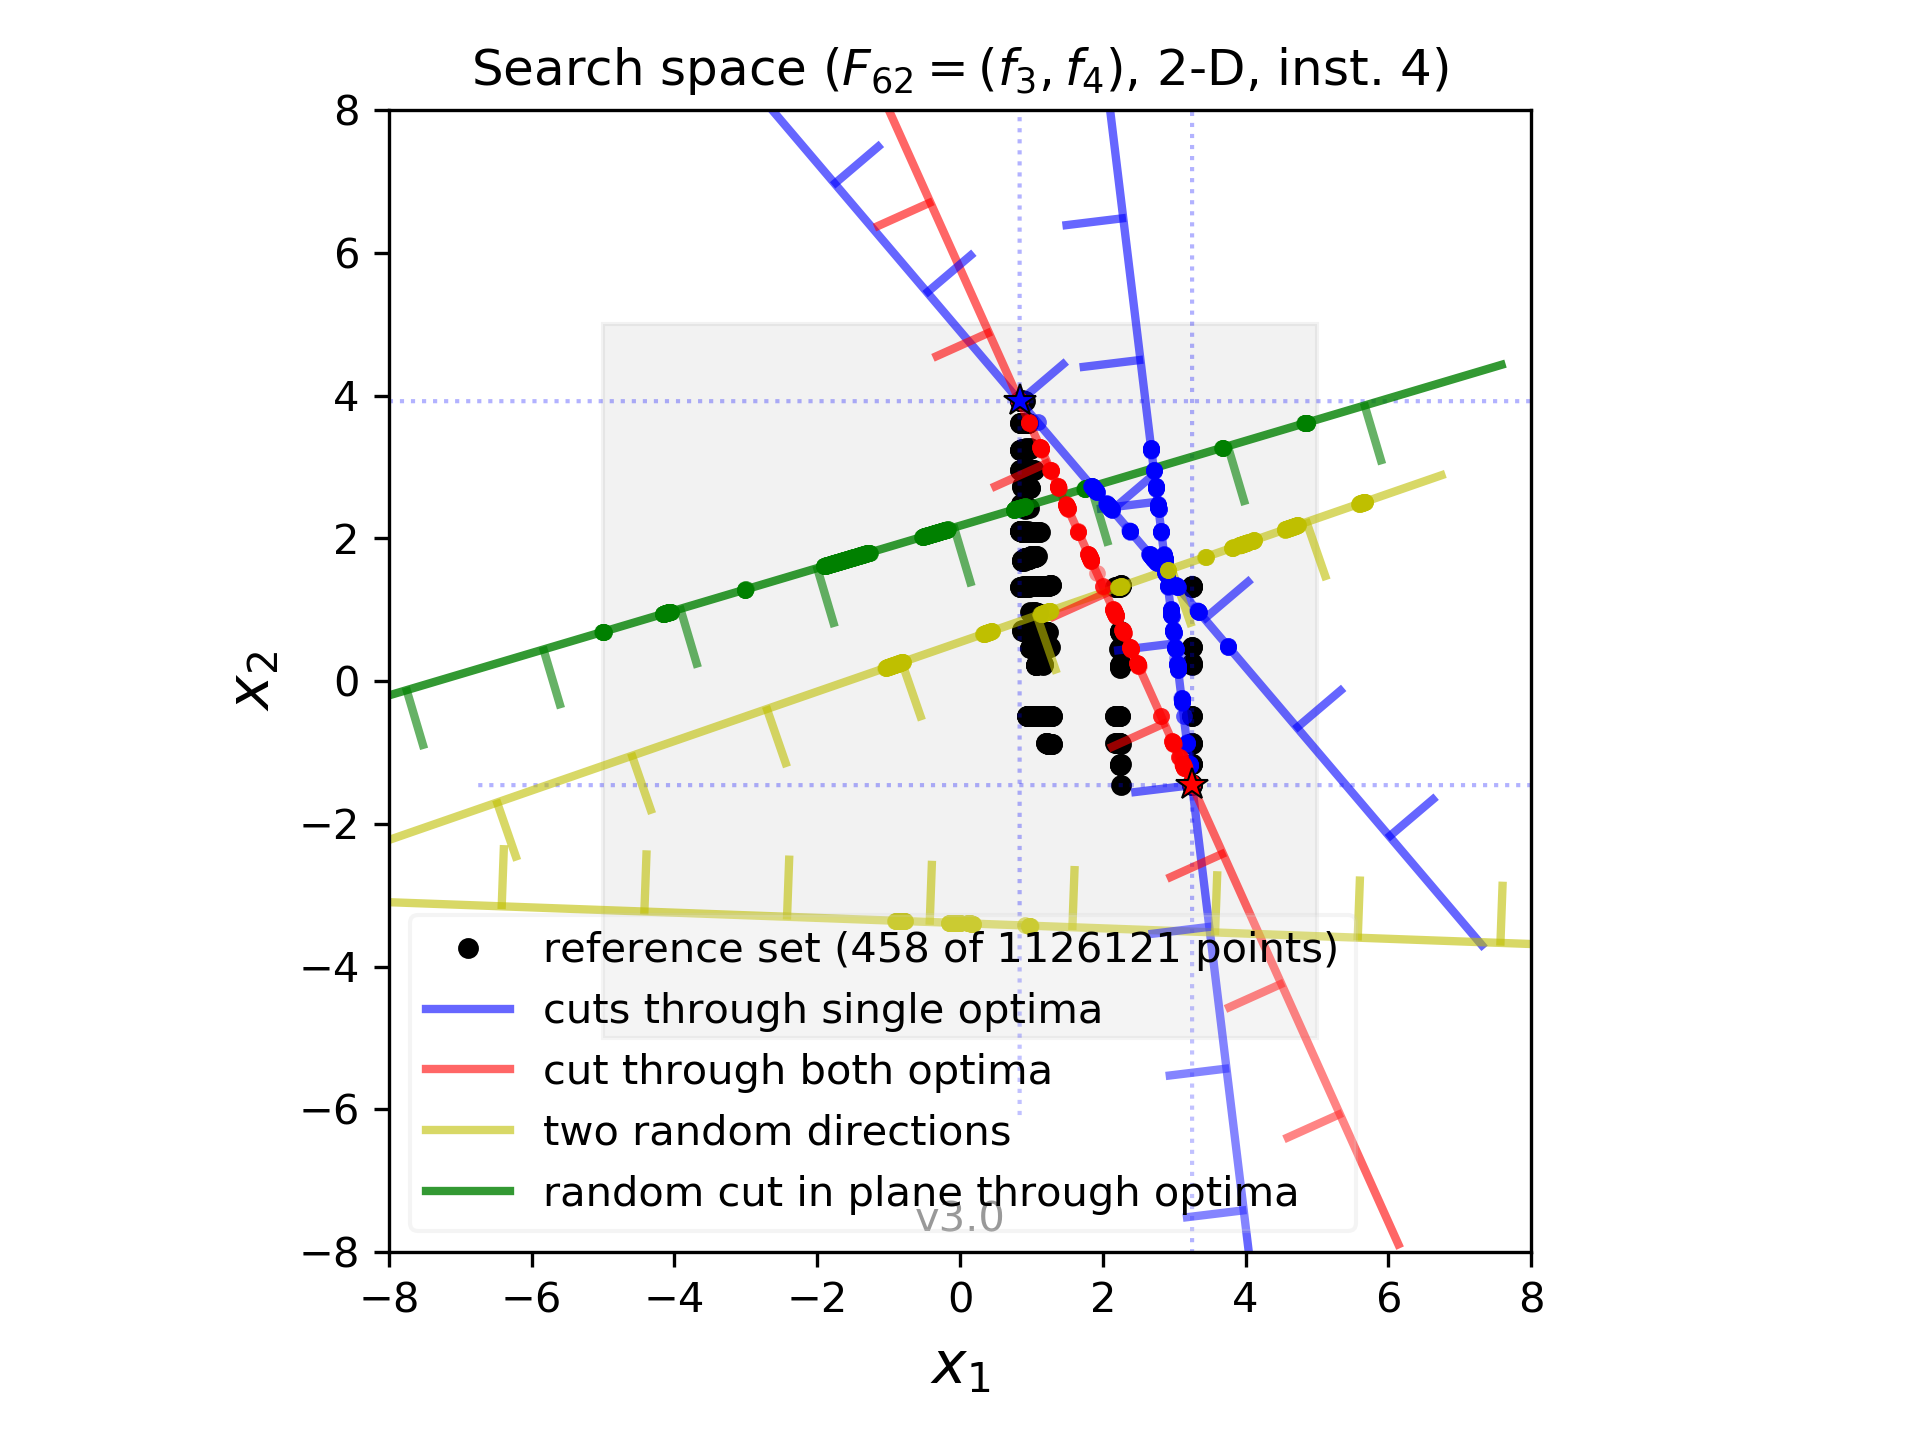 Search space (F62 = (f3, f4), 2-D, inst. 4)
8
6
4
2
0
−2
−4
−6
−8
x2
reference set (458 of 1126121 points)
cuts through single optima
cut through both optima
two random directions
random cut in plane through optima
v3.0
−8 −6 −4 −2 0 2 4 6 8
x1